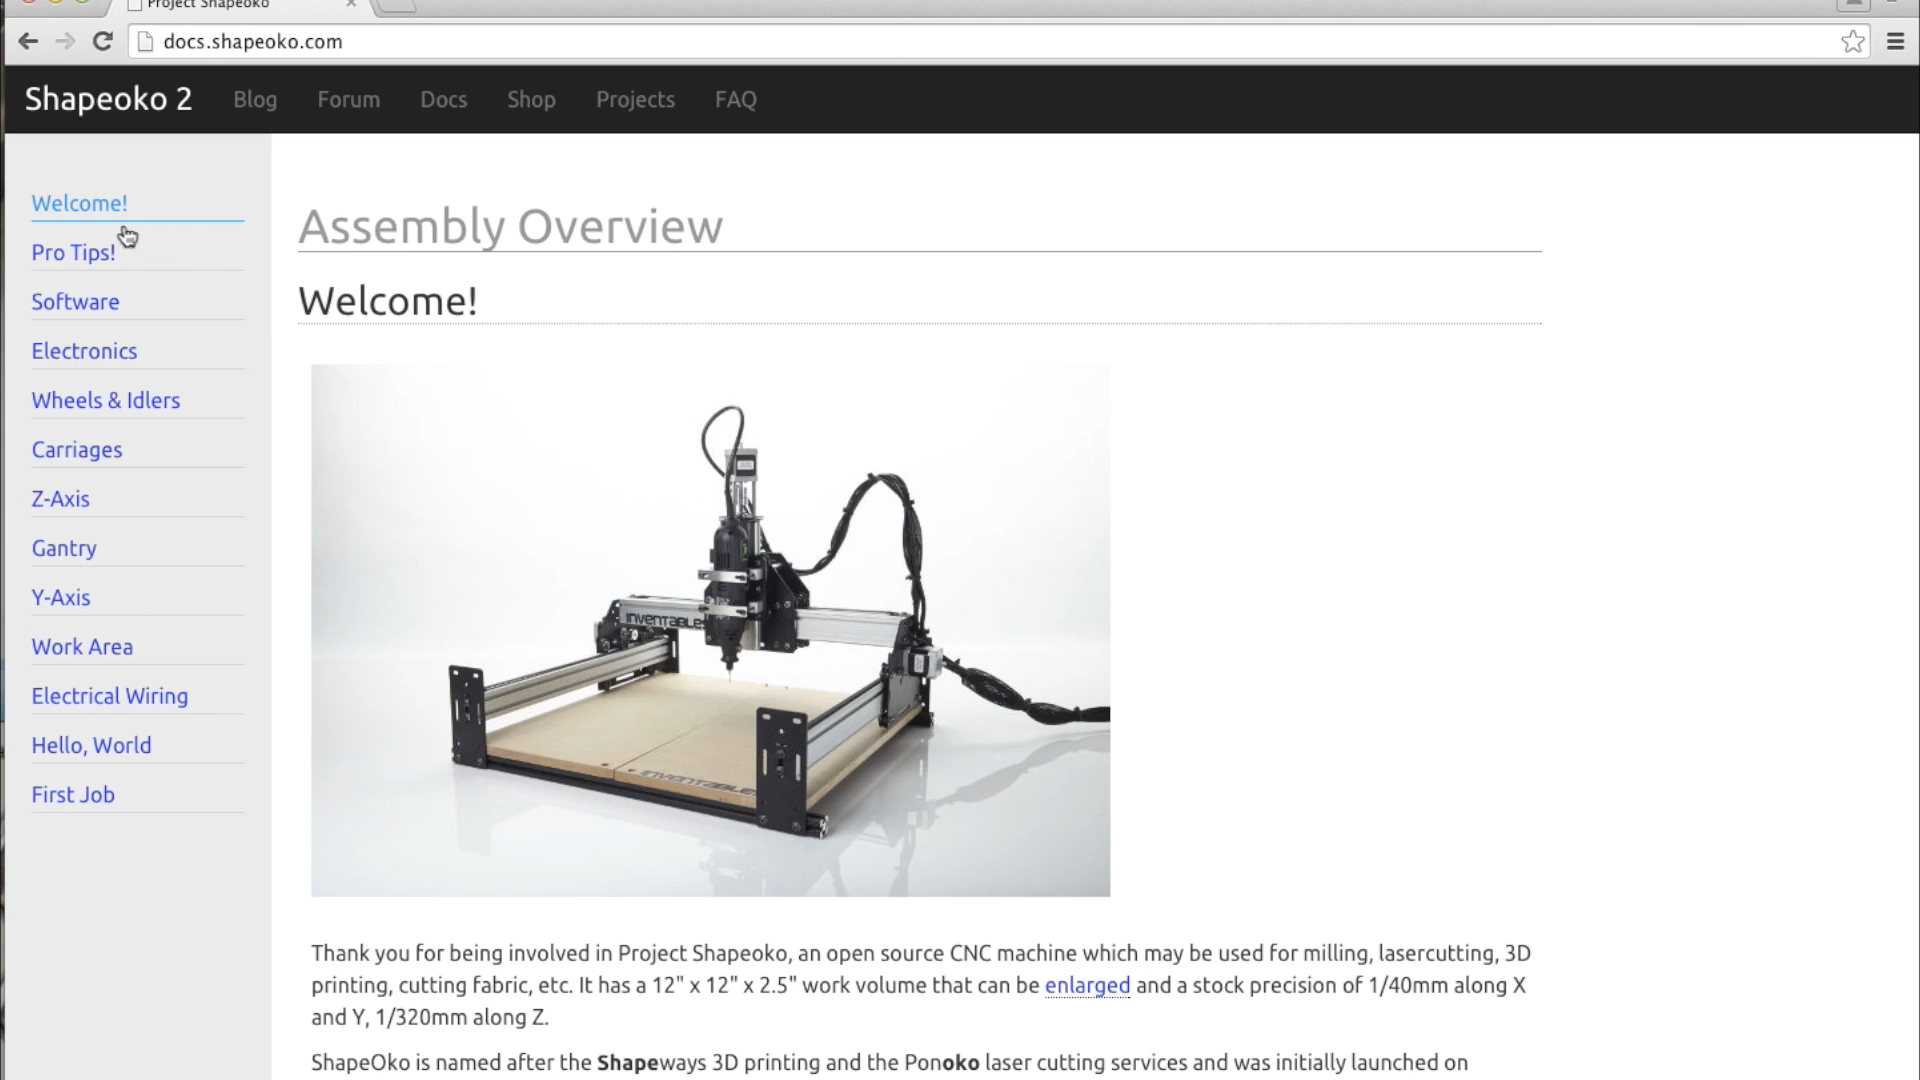 Project Shapeoko
docs.shapeoko.com
Shapeoko 2 Blog Forum Docs Shop Projects FAQ
Welcome!
Pro Tips!
Software
Electronics
Wheels & Idlers
Carriages
Z-Axis
Gantry
Y-Axis
Work Area
Electrical Wiring
Hello, World
First Job
Assembly Overview
Welcome!
INVENTABLES
INVENTABLES
Thank you for being involved in Project Shapeoko, an open source CNC machine which may be used for milling, lasercutting, 3D
printing, cutting fabric, etc. It has a 12" x 12" x 2.5" work volume that can be enlarged and a stock precision of 1/40mm along X
and Y, 1/320mm along Z.
ShapeOko is named after the Shapeways 3D printing and the Ponoko laser cutting services and was initially launched on